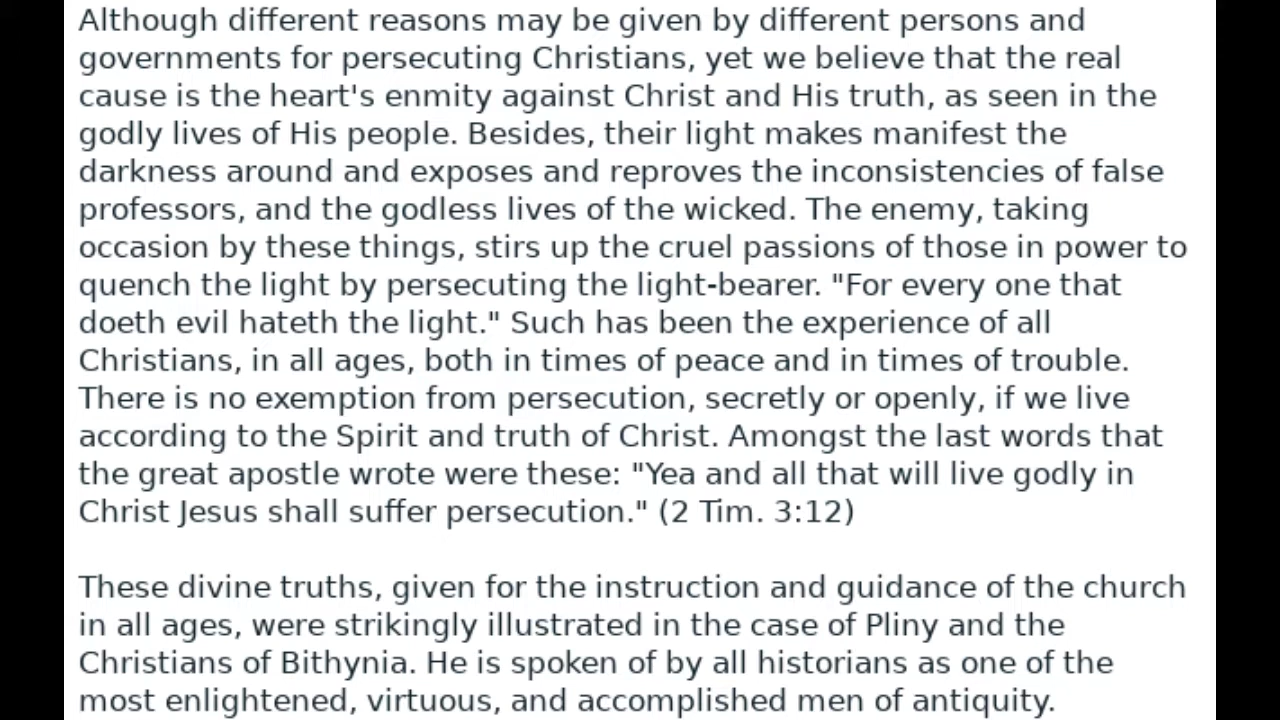 Although different reasons may be given by different persons and
governments for persecuting Christians, yet we believe that the real
cause is the heart's enmity against Christ and His truth, as seen in the
godly lives of His people. Besides, their light makes manifest the
darkness around and exposes and reproves the inconsistencies of false
professors, and the godless lives of the wicked. The enemy, taking
occasion by these things, stirs up the cruel passions of those in power to
quench the light by persecuting the light-bearer. "For every one that
doeth evil hateth the light." Such has been the experience of all
Christians, in all ages, both in times of peace and in times of trouble.
There is no exemption from persecution, secretly or openly, if we live
according to the Spirit and truth of Christ. Amongst the last words that
the great apostle wrote were these: "Yea and all that will live godly in
Christ Jesus shall suffer persecution." (2 Tim. 3:12)
These divine truths, given for the instruction and guidance of the church
in all ages, were strikingly illustrated in the case of Pliny and the
Christians of Bithynia. He is spoken of by all historians as one of the
most enlightened, virtuous, and accomplished men of antiquity.